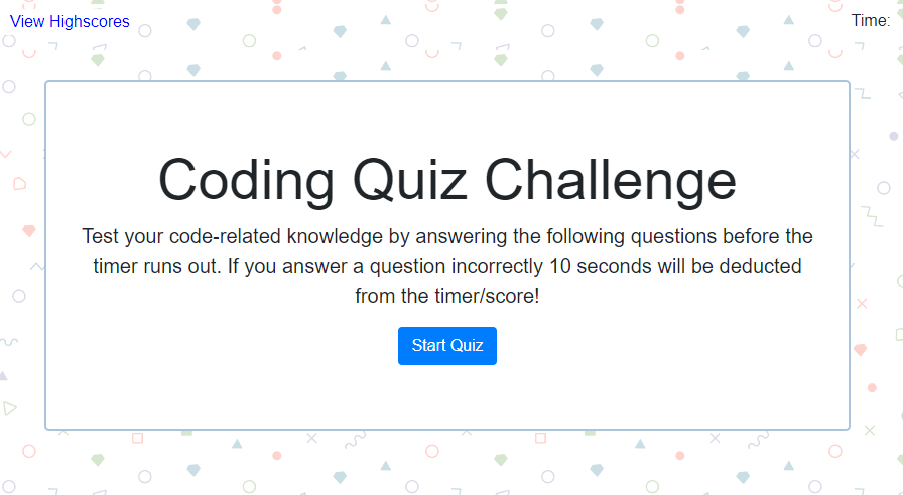 View Highscores
Time:
Coding Quiz Challenge
Test your code-related knowledge by answering the following questions before the
timer runs out. If you answer a question incorrectly 10 seconds will be deducted
from the timer/score!
Start Quiz